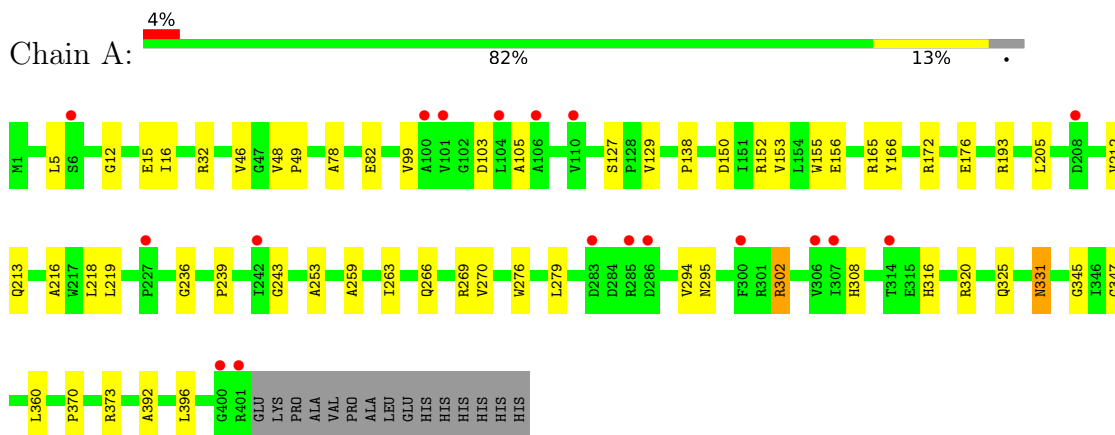 4%
Chain A:
82% 13% •
M1 L5 S6 G12 E15 I16 R32 V46 G47 V48 P49 A78 E82 V99 A100 V101 G102 D103 L104 A105 A106 V110 S127 P128 V129 P138 D150 I151 R152 V153 L154 W155 E156 R165 Y166 R172 E176 R193 L205 D208
Q213 A216 W217 L218 L219 P227 G236 P239 I242 G243 A253 A259 I263 Q266 R269 V270 W276 L279 D283 D284 R285 D286 V294 N295 F300 R301 R302 V306 I307 H308 T314 E315 H316 R320 Q325 N331 G345 I346
L360 P370 R373 A392 L396 G400 R401 GLU LYS PRO ALA VAL PRO ALA LEU GLU HIS HIS HIS HIS HIS HIS